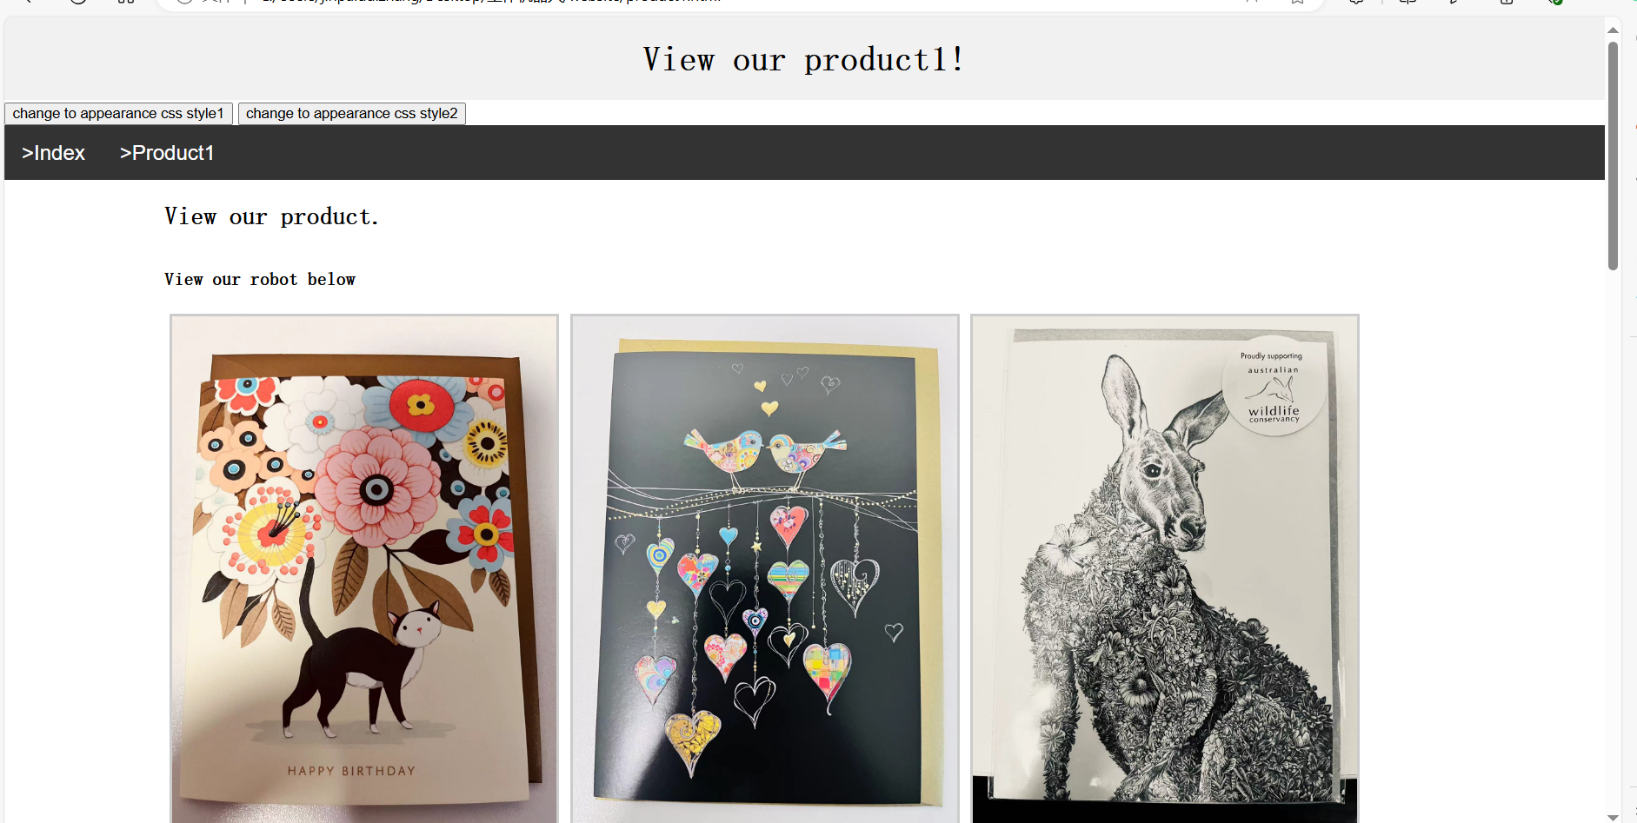 View our product1!
change to appearance css style1 change to appearance css style2
>Index >Product1
View our product.
View our robot below
HAPPY BIRTHDAY
Proudly supporting
australian
wildlife
conservancy